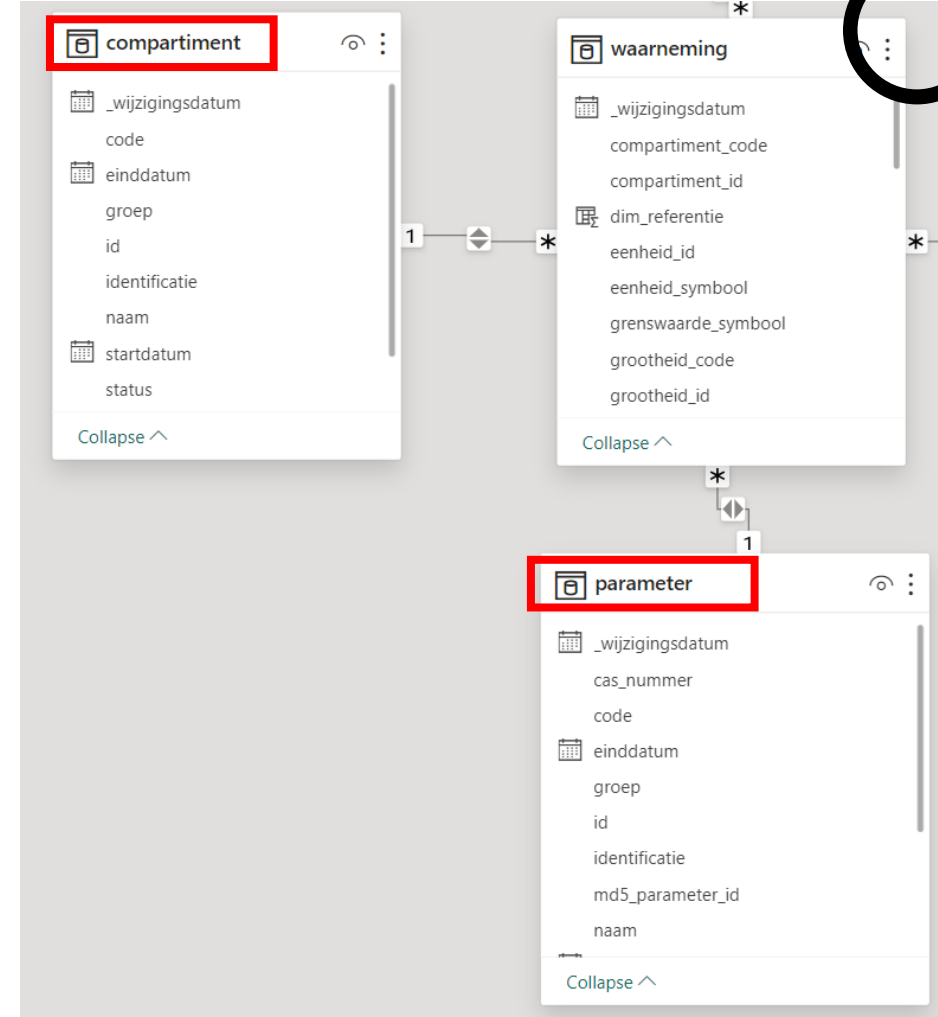 compartiment
_wijzigingsdatum
code
einddatum
groep
id
identificatie
naam
startdatum
status
Collapse
1
*
*
waarneming
_wijzigingsdatum
compartiment_code
compartiment_id
dim_referentie
eenheid_id
eenheid_symbool
grenswaarde_symbool
grootheid_code
grootheid_id
Collapse
*
*
1
parameter
_wijzigingsdatum
cas_nummer
code
einddatum
groep
id
identificatie
md5_parameter_id
naam
Collapse